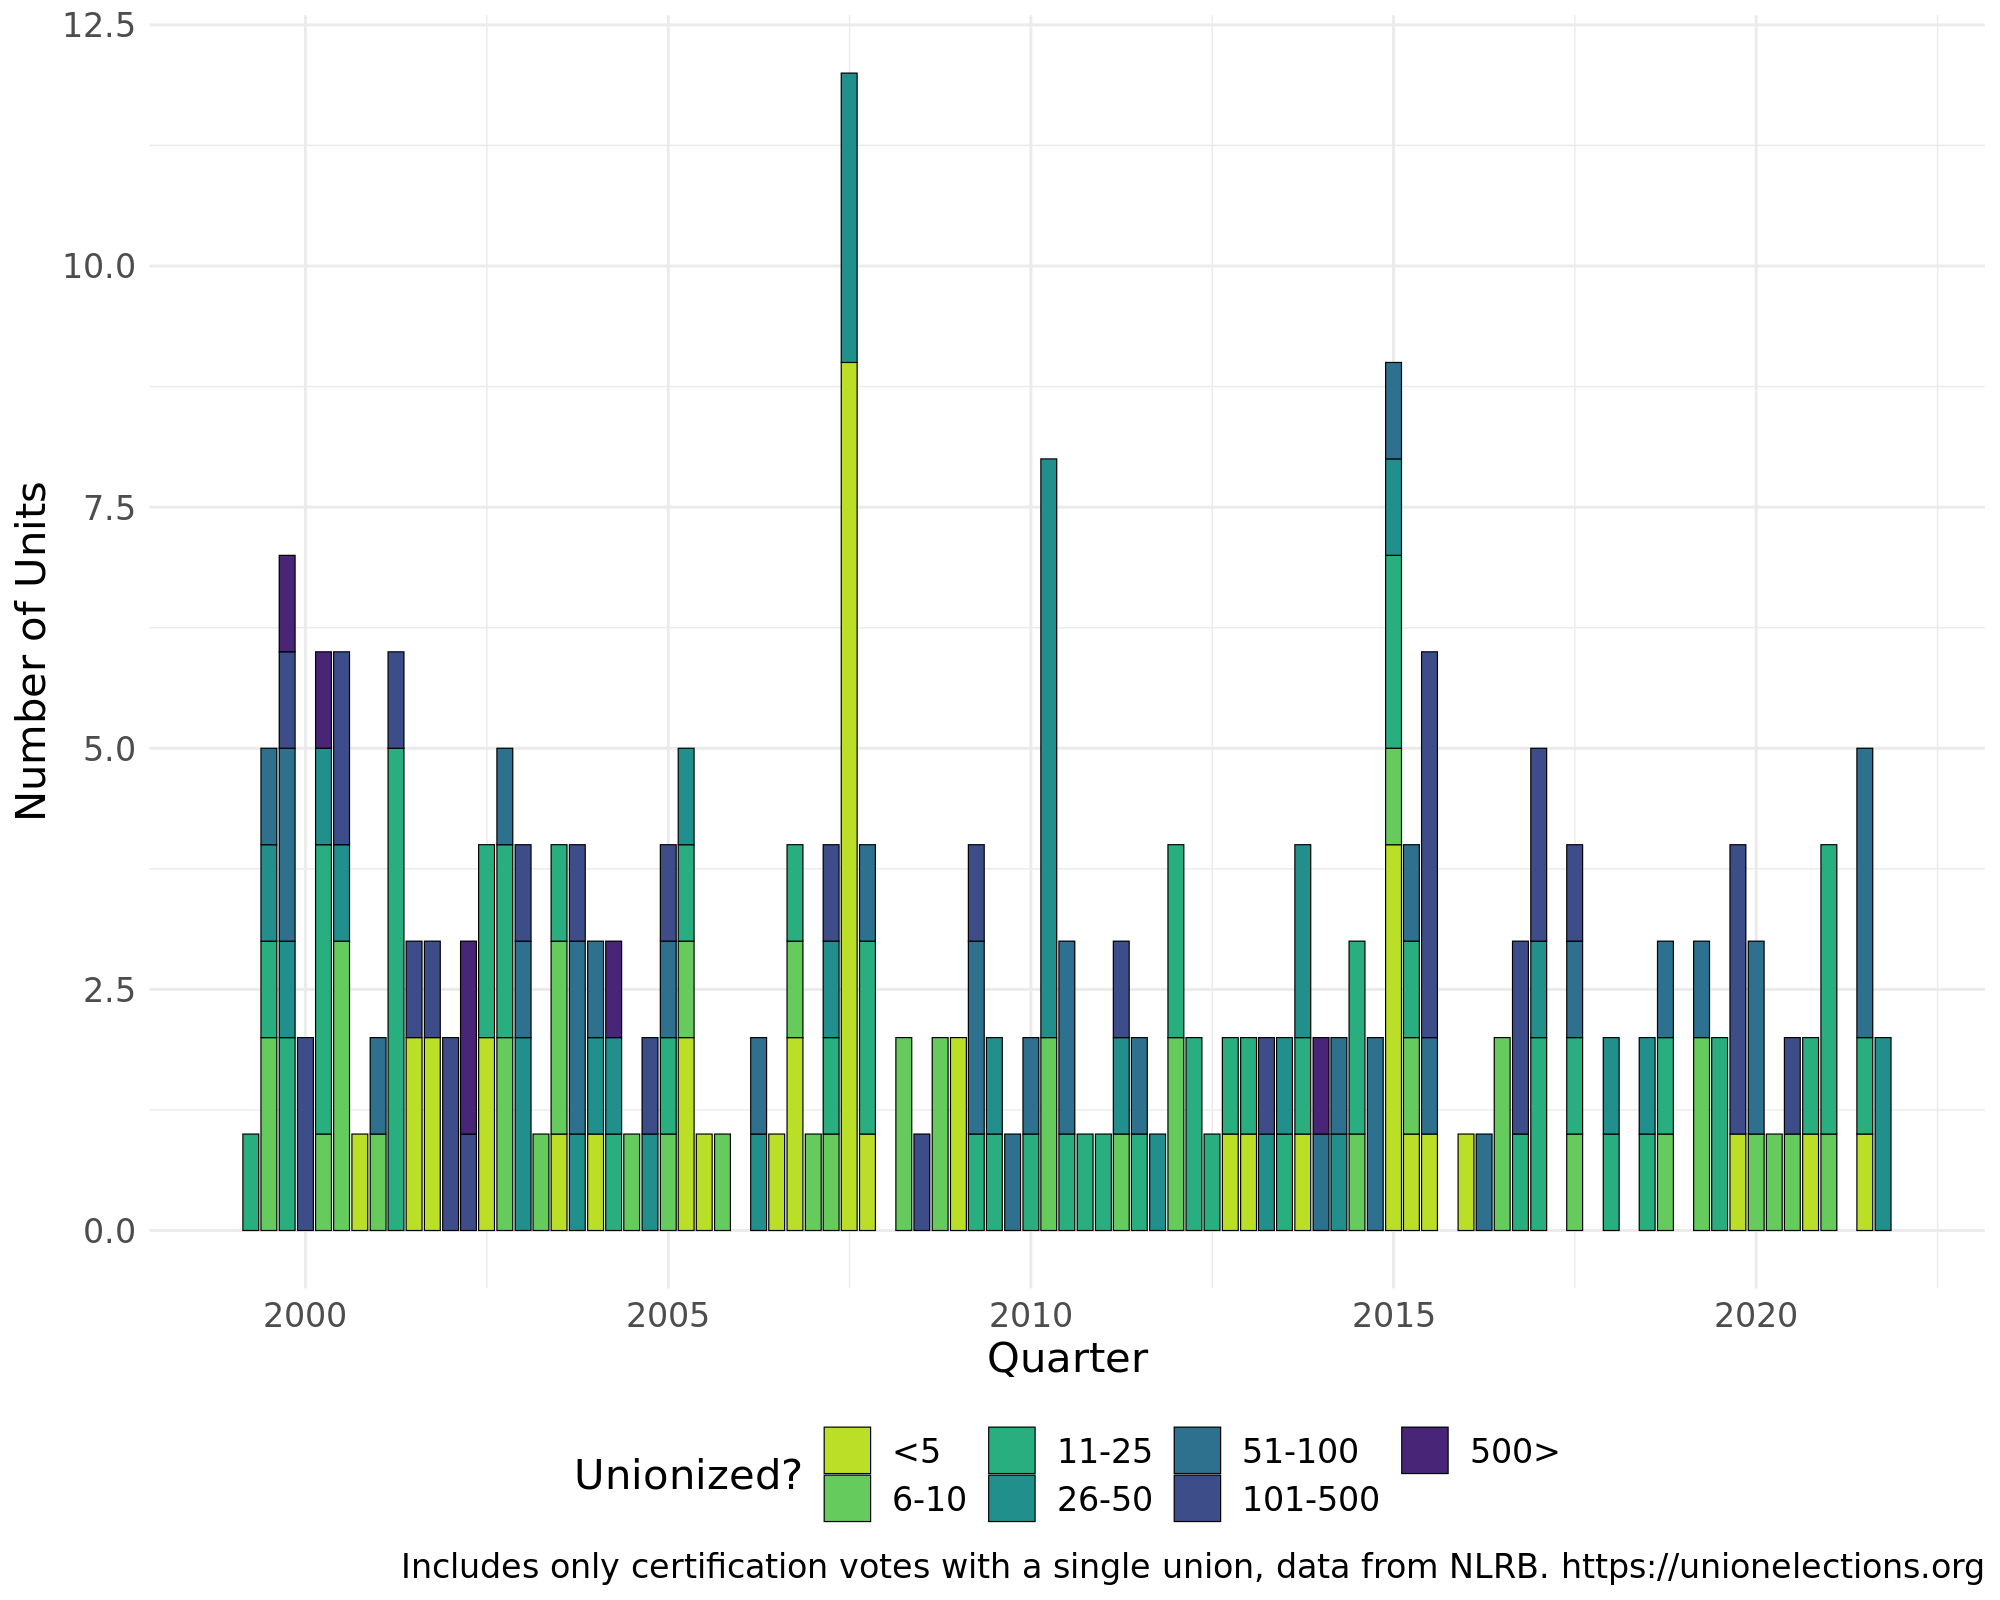 12.5
10.0
7.5
5.0
2.5
0.0
Number of Units
2000 2005 2010 2015 2020
Quarter
Unionized?
<5 11-25 51-100 500>
6-10 26-50 101-500
Includes only certification votes with a single union, data from NLRB. https://unionelections.org